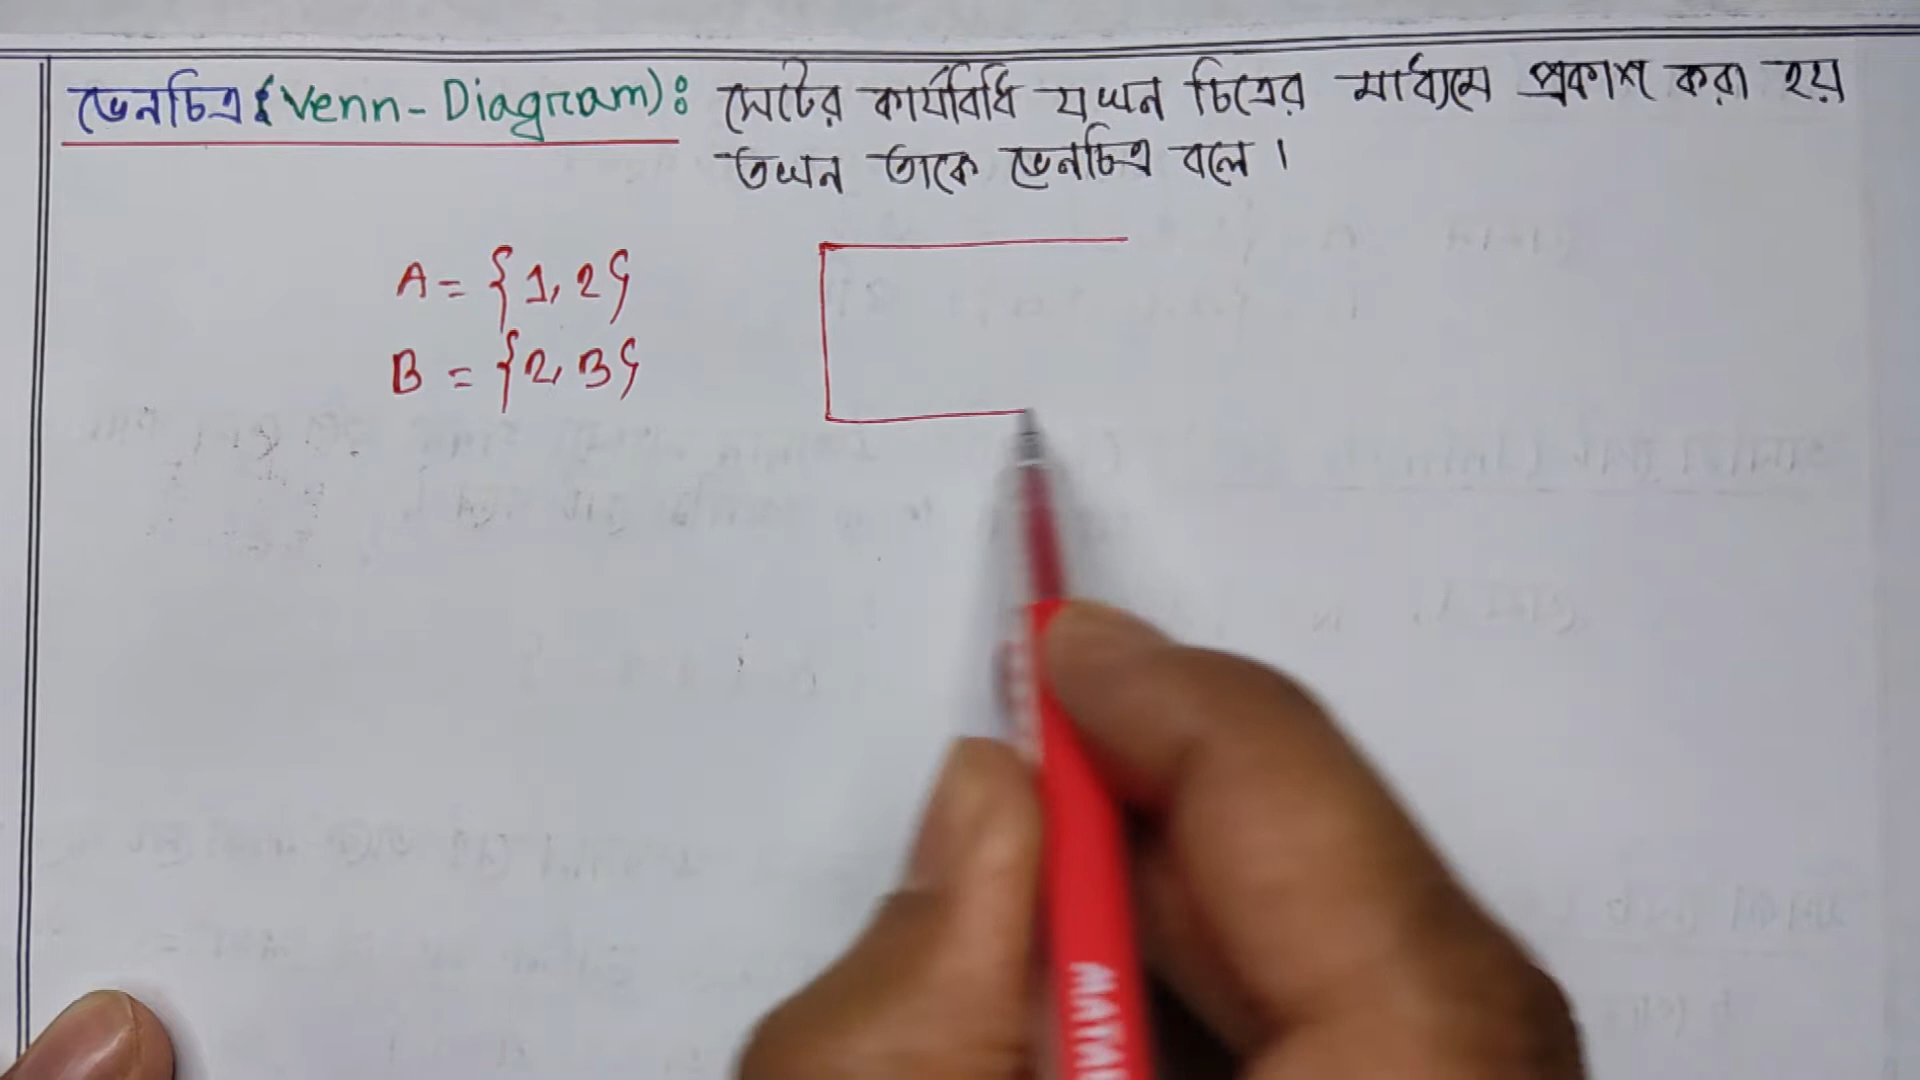 ভেনচিত্র (Venn-Diagram): সেটের কার্যবিধি যখন চিত্রের মাধ্যমে প্রকাশ করা হয়
তখন তাকে ভেনচিত্র বলে।
A = {1, 2}
B = {2, 3}